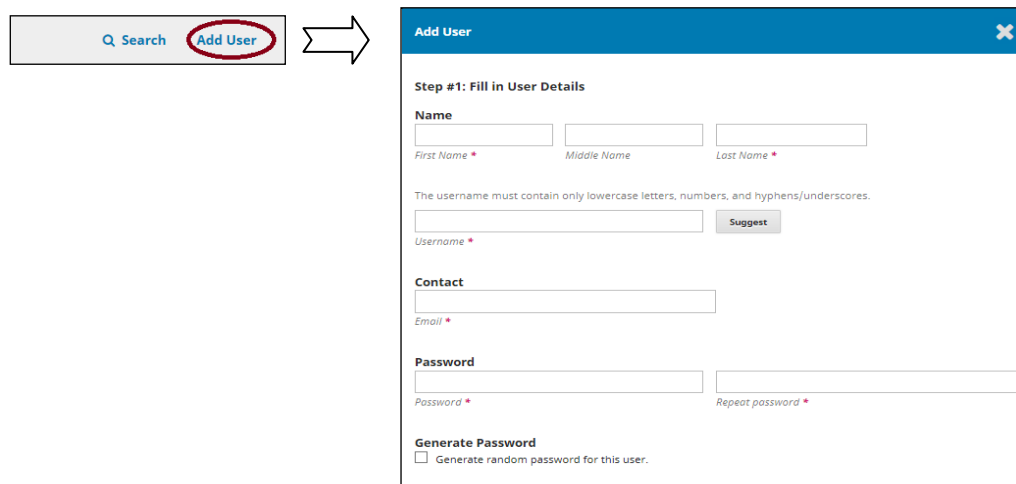 Search Add User
Add User
Step #1: Fill in User Details
Name
First Name * Middle Name Last Name *
The username must contain only lowercase letters, numbers, and hyphens/underscores.
Suggest
Username *
Contact
Email *
Password
Password * Repeat password *
Generate Password
Generate random password for this user.